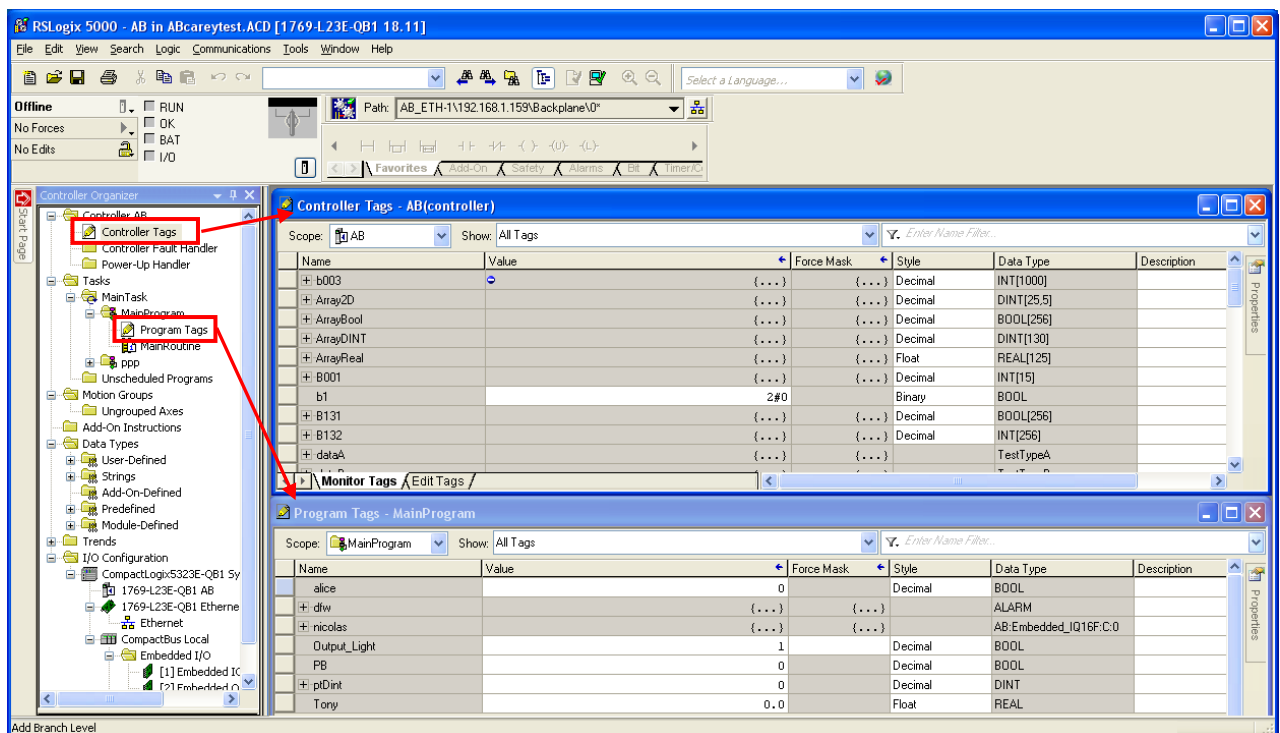 RSLogix 5000 - AB in ABcareytest.ACD [1769-L23E-QB1 18.11]
File Edit View Search Logic Communications Tools Window Help
Select a Language...
Offline
RUN
No Forces
OK
BAT
No Edits
I/O
Path: AB_ETH-1\192.168.1.159\Backplane\0*
Favorites Add-On Safety Alarms Bit Timer/C
Start Page
Controller Organizer
Controller AB
Controller Tags
Controller Fault Handler
Power-Up Handler
Tasks
MainTask
MainProgram
Program Tags
MainRoutine
ppp
Unscheduled Programs
Motion Groups
Ungrouped Axes
Add-On Instructions
Data Types
User-Defined
Strings
Add-On-Defined
Predefined
Module-Defined
Trends
I/O Configuration
CompactLogix5323E-QB1 Sy
1769-L23E-QB1 AB
1769-L23E-QB1 Etherne
Ethernet
CompactBus Local
Embedded I/O
[1] Embedded IQ
[2] Embedded O
Controller Tags - AB(controller)
Scope: AB Show: All Tags Enter Name Filter...
Name Value Force Mask Style Data Type Description
b003 {...} {...} Decimal INT[1000]
Array2D {...} {...} Decimal DINT[25,5]
ArrayBool {...} {...} Decimal BOOL[256]
ArrayDINT {...} {...} Decimal DINT[130]
ArrayReal {...} {...} Float REAL[125]
B001 {...} {...} Decimal INT[15]
b1 2#0 Binary BOOL
B131 {...} {...} Decimal BOOL[256]
B132 {...} {...} Decimal INT[256]
dataA {...} {...} TestTypeA
Monitor Tags Edit Tags
Properties
Program Tags - MainProgram
Scope: MainProgram Show: All Tags Enter Name Filter...
Name Value Force Mask Style Data Type Description
alice 0 Decimal BOOL
dfw {...} {...} ALARM
nicolas {...} {...} AB:Embedded_IQ16F:C:0
Output_Light 1 Decimal BOOL
PB 0 Decimal BOOL
ptDint 0 Decimal DINT
Tony 0.0 Float REAL
Properties
Add Branch Level